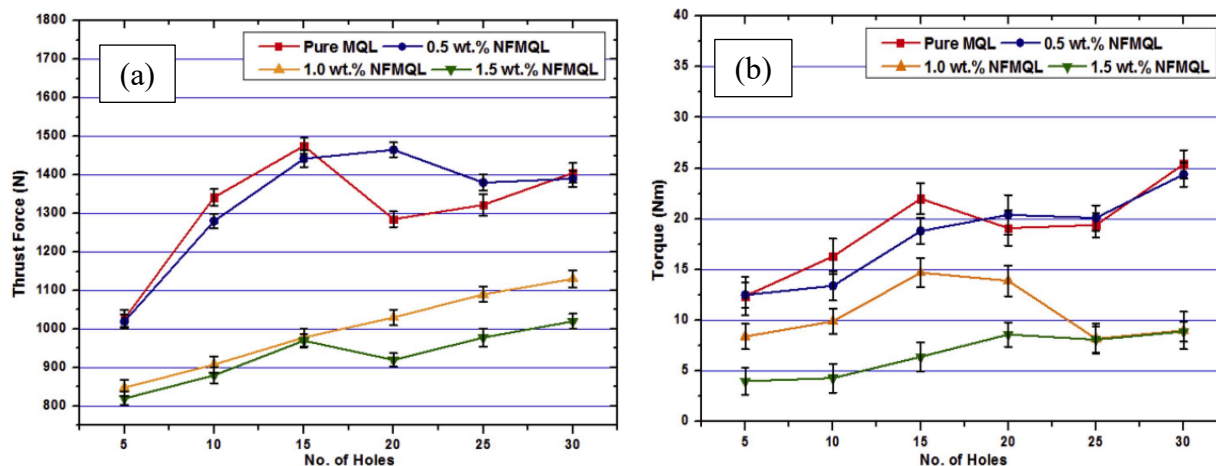 (a)
Pure MQL 0.5 wt.% NFMQL
1.0 wt.% NFMQL 1.5 wt.% NFMQL
Thrust Force (N)
1800
1700
1600
1500
1400
1300
1200
1100
1000
900
800
5 10 15 20 25 30
No. of Holes
(b)
Pure MQL 0.5 wt.% NFMQL
1.0 wt.% NFMQL 1.5 wt.% NFMQL
Torque (Nm)
40
35
30
25
20
15
10
5
0
5 10 15 20 25 30
No. of Holes